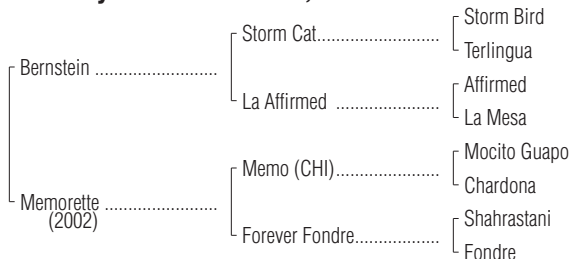 Storm Bird
Storm Cat....................................
Terlingua
Bernstein ....................................
Affirmed
La Affirmed ..............................
La Mesa
Mocito Guapo
Memo (CHI)..............................
Chardona
Memorette .................................
(2002)
Shahrastani
Forever Fondre.........................
Fondre